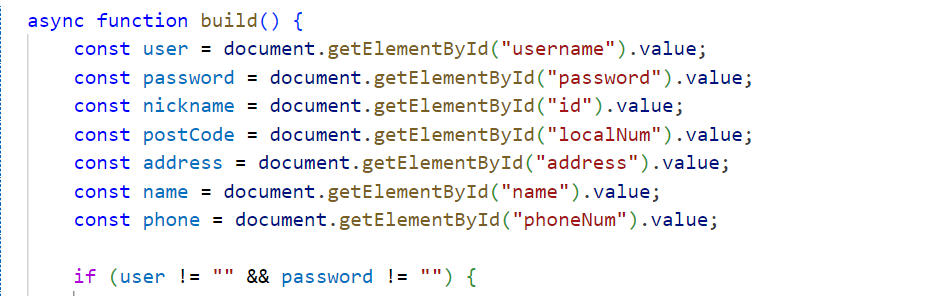 async function build() {
    const user = document.getElementById("username").value;
    const password = document.getElementById("password").value;
    const nickname = document.getElementById("id").value;
    const postCode = document.getElementById("localNum").value;
    const address = document.getElementById("address").value;
    const name = document.getElementById("name").value;
    const phone = document.getElementById("phoneNum").value;
    if (user != "" && password != "") {